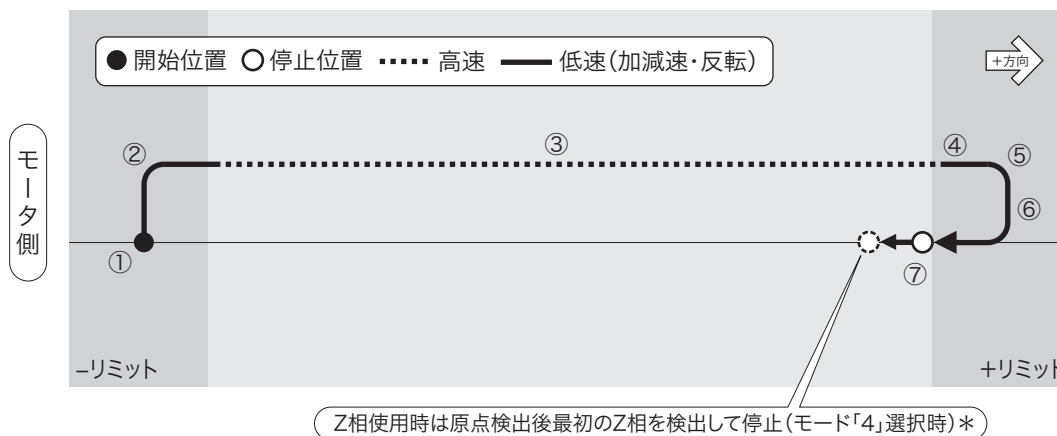 ●開始位置 ○停止位置 ・・・・・ 高速 ━━ 低速(加減速・反転)
+方向
② ③ ④ ⑤
モータ側
⑥
① ⑦
−リミット +リミット
Z相使用時は原点検出後最初のZ相を検出して停止(モード「4」選択時)＊